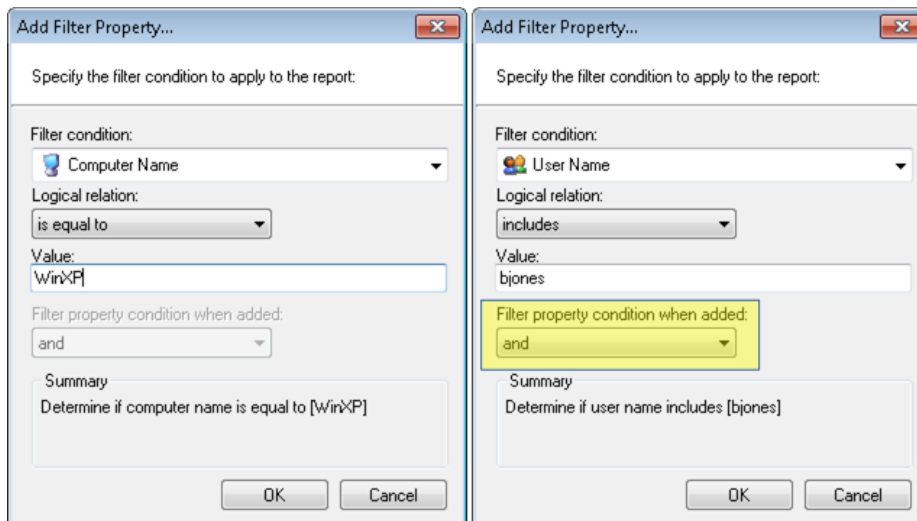 Add Filter Property...
Specify the filter condition to apply to the report:
Filter condition:
Computer Name
Logical relation:
is equal to
Value:
WinXP
Filter property condition when added:
and
Summary
Determine if computer name is equal to [WinXP]
OK
Cancel
Add Filter Property...
Specify the filter condition to apply to the report:
Filter condition:
User Name
Logical relation:
includes
Value:
bjones
Filter property condition when added:
and
Summary
Determine if user name includes [bjones]
OK
Cancel